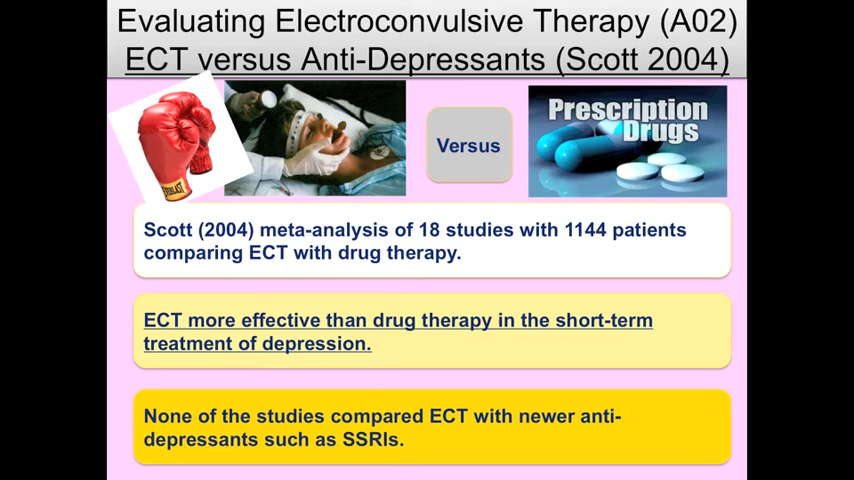 Evaluating Electroconvulsive Therapy (A02)
ECT versus Anti-Depressants (Scott 2004)
EVERLAST
Versus
Prescription
Drugs
Scott (2004) meta-analysis of 18 studies with 1144 patients
comparing ECT with drug therapy.
ECT more effective than drug therapy in the short-term
treatment of depression.
None of the studies compared ECT with newer anti-
depressants such as SSRIs.